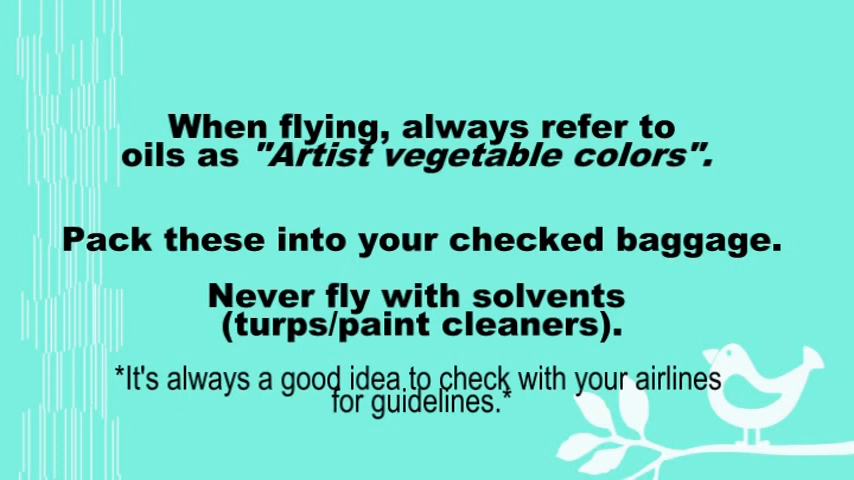 When flying, always refer to
oils as "Artist vegetable colors".
Pack these into your checked baggage.
Never fly with solvents
(turps/paint cleaners).
*It's always a good idea to check with your airlines
for guidelines.*